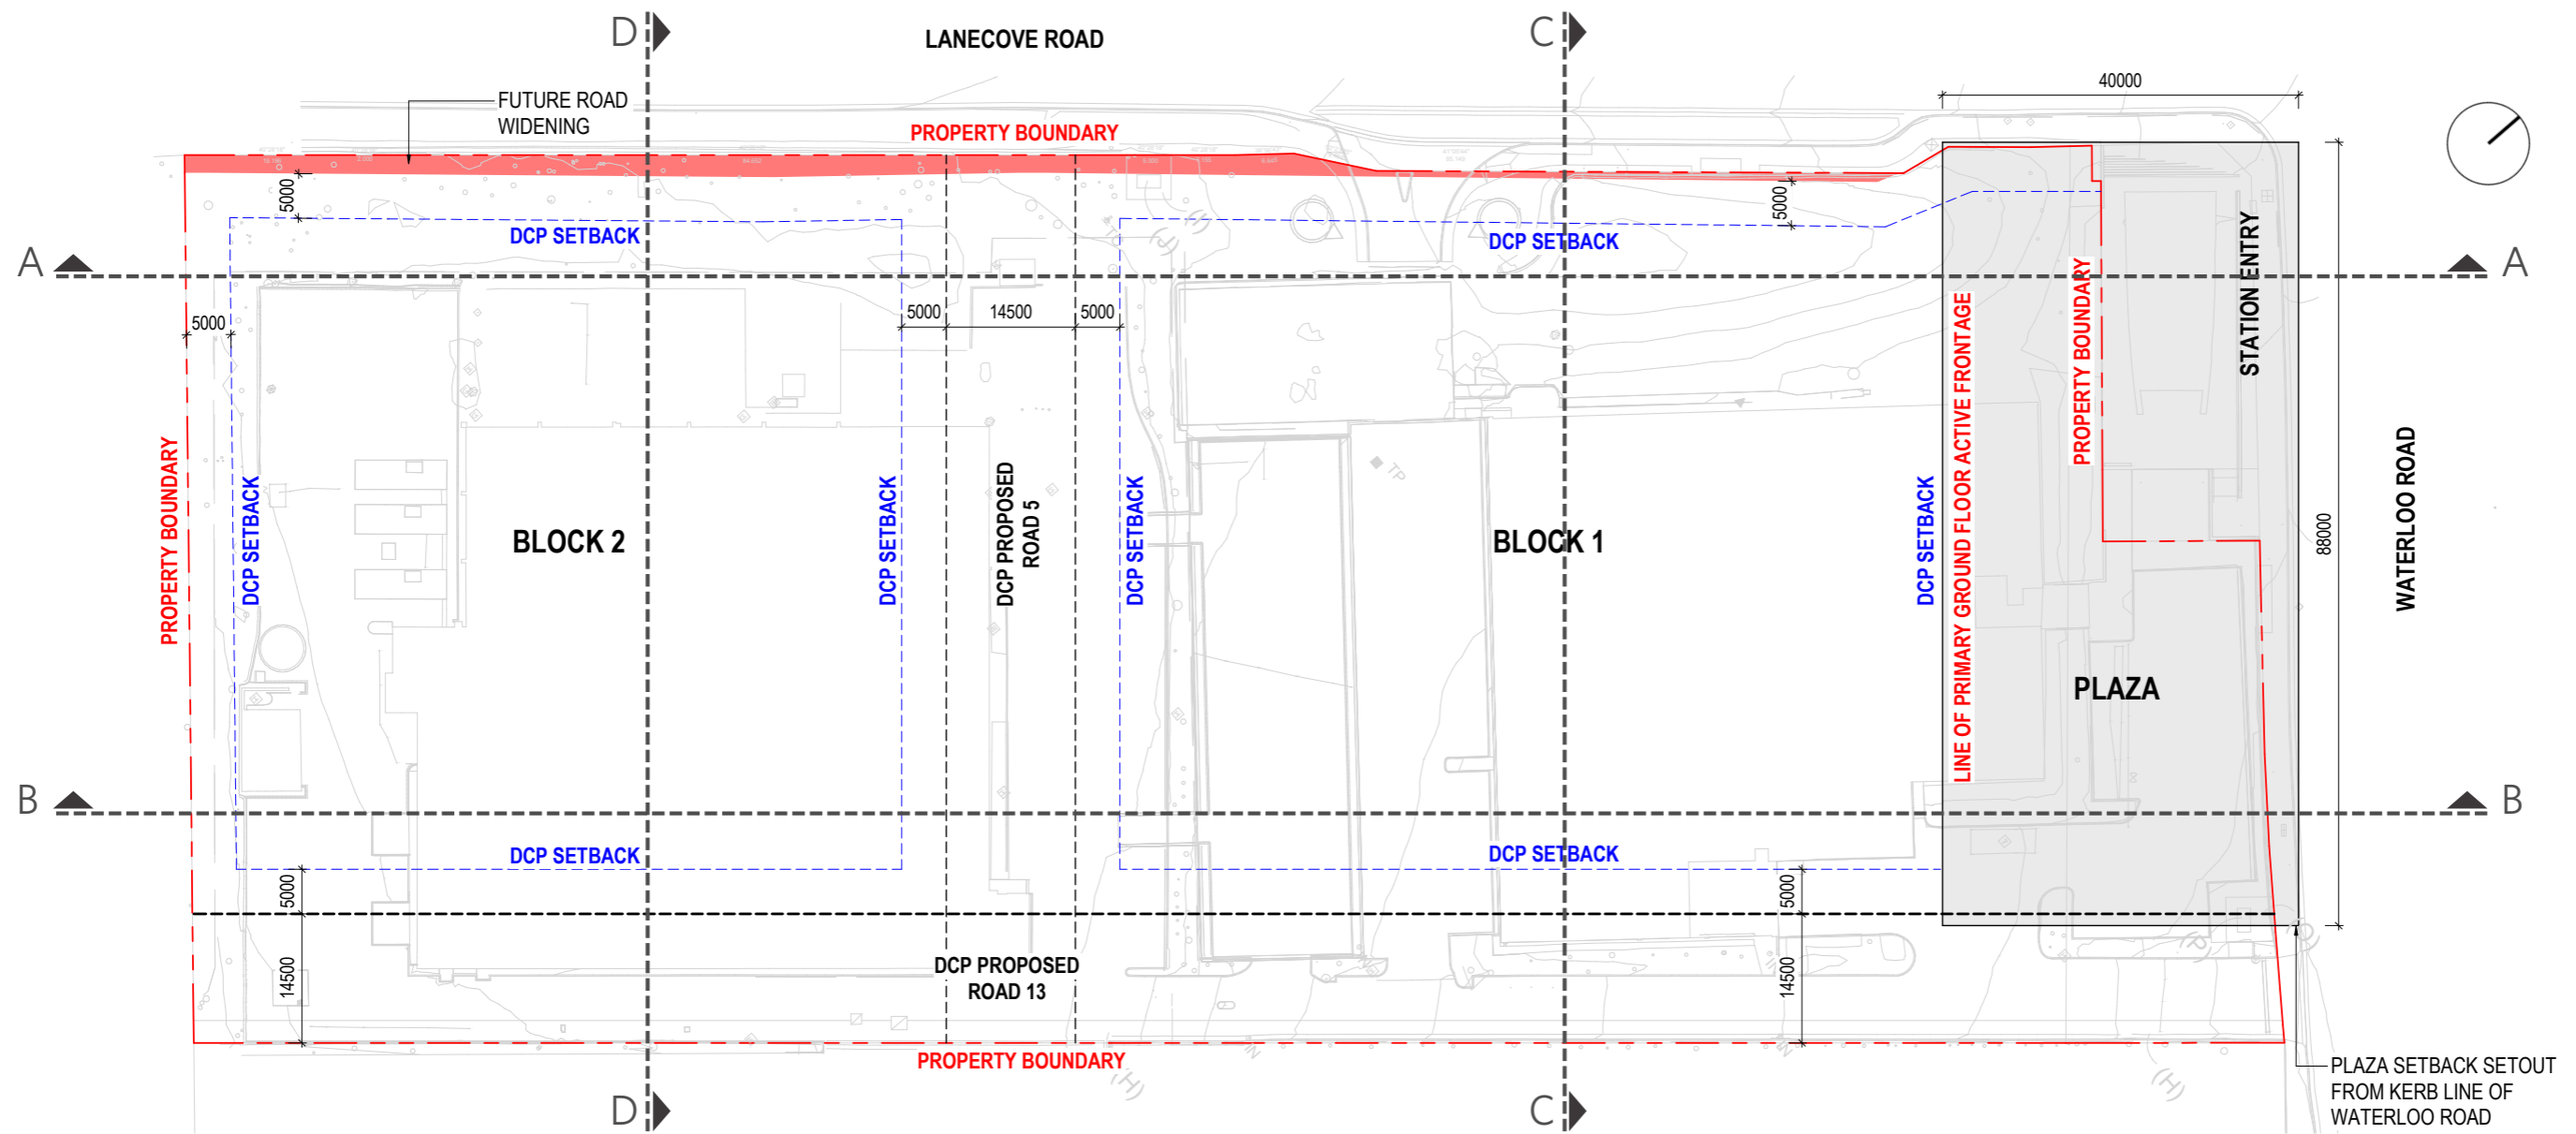 D
LANECOVE ROAD
C
40000
FUTURE ROAD
WIDENING
PROPERTY BOUNDARY
5000
5000
DCP SETBACK
DCP SETBACK
A
A
STATION ENTRY
PROPERTY BOUNDARY
LINE OF PRIMARY GROUND FLOOR ACTIVE FRONTAGE
5000
5000
14500
5000
PROPERTY BOUNDARY
DCP SETBACK
BLOCK 2
DCP SETBACK
DCP PROPOSED
ROAD 5
DCP SETBACK
TP
BLOCK 1
DCP SETBACK
88000
WATERLOO ROAD
PLAZA
B
B
DCP SETBACK
DCP SETBACK
5000
5000
14500
14500
DCP PROPOSED
ROAD 13
PROPERTY BOUNDARY
(H)
(H)
PLAZA SETBACK SETOUT
FROM KERB LINE OF
WATERLOO ROAD
D
C